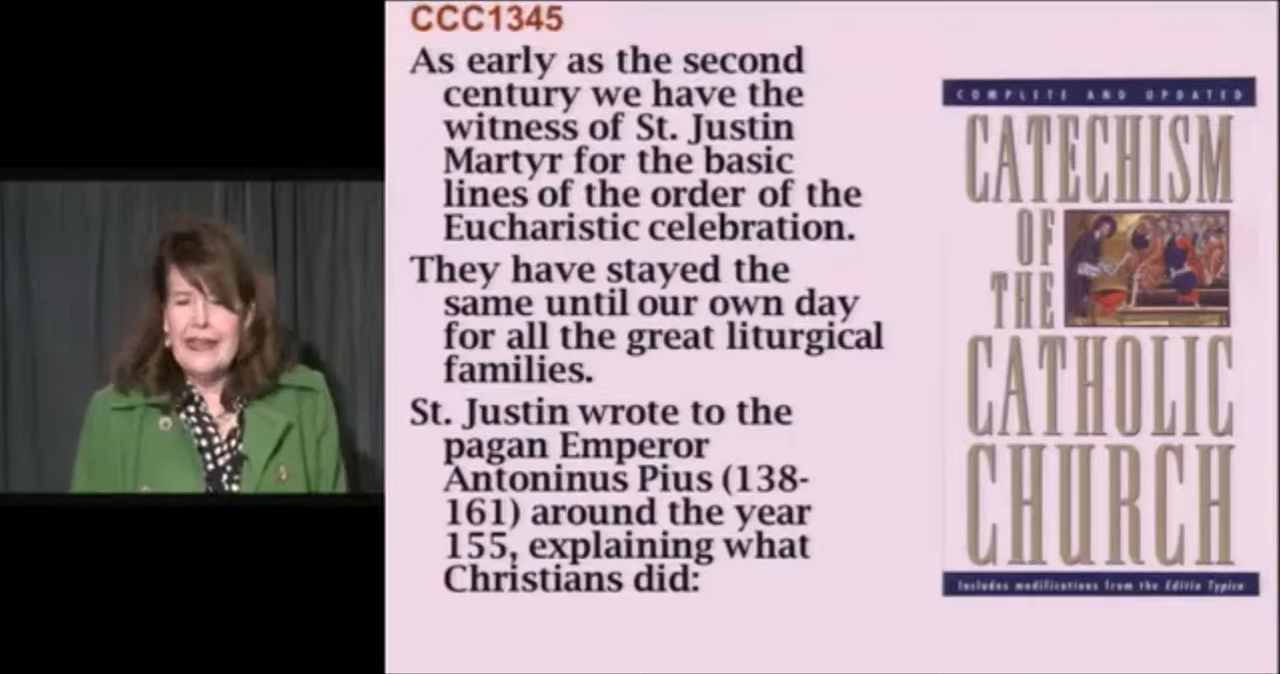 CCC1345
As early as the second
century we have the
witness of St. Justin
Martyr for the basic
lines of the order of the
Eucharistic celebration.
They have stayed the
same until our own day
for all the great liturgical
families.
St. Justin wrote to the
pagan Emperor
Antoninus Pius (138-
161) around the year
155, explaining what
Christians did:
COMPLETE AND UPDATED
CATECHISM
OF
THE
CATHOLIC
CHURCH
Includes modifications from the Editio Typica